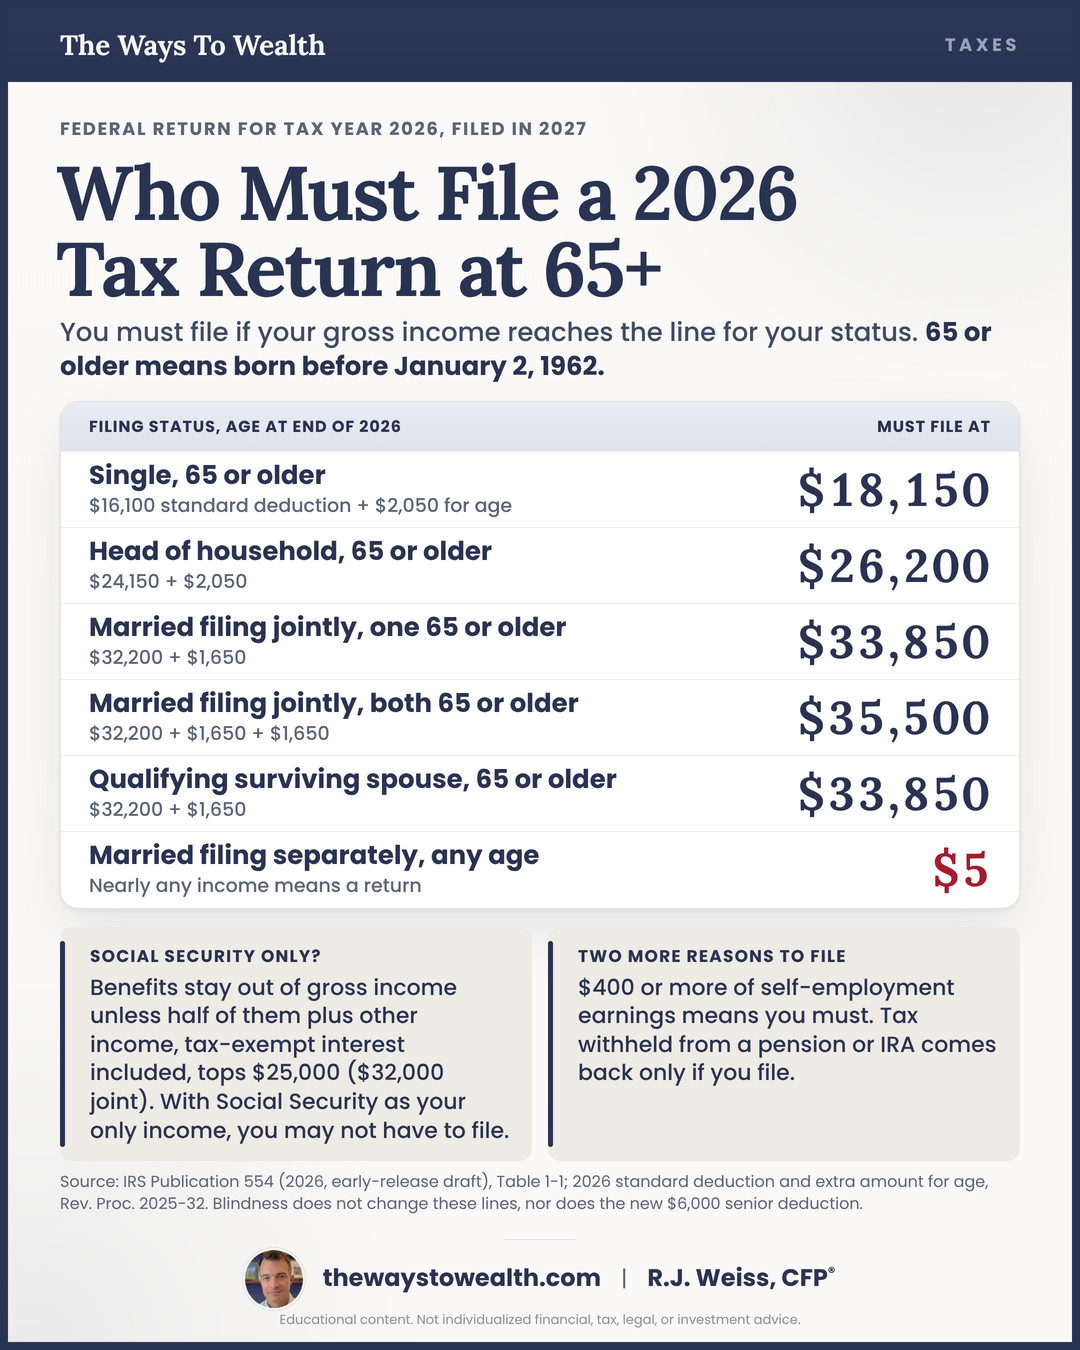 The Ways To Wealth
TAXES
FEDERAL RETURN FOR TAX YEAR 2026, FILED IN 2027
Who Must File a 2026
Tax Return at 65+
You must file if your gross income reaches the line for your status. 65 or
older means born before January 2, 1962.
FILING STATUS, AGE AT END OF 2026
MUST FILE AT
Single, 65 or older
$16,100 standard deduction + $2,050 for age
$18,150
Head of household, 65 or older
$24,150 + $2,050
$26,200
Married filing jointly, one 65 or older
$32,200 + $1,650
$33,850
Married filing jointly, both 65 or older
$32,200 + $1,650 + $1,650
$35,500
Qualifying surviving spouse, 65 or older
$32,200 + $1,650
$33,850
Married filing separately, any age
Nearly any income means a return
$5
SOCIAL SECURITY ONLY?
Benefits stay out of gross income
unless half of them plus other
income, tax-exempt interest
included, tops $25,000 ($32,000
joint). With Social Security as your
only income, you may not have to file.
TWO MORE REASONS TO FILE
$400 or more of self-employment
earnings means you must. Tax
withheld from a pension or IRA comes
back only if you file.
Source: IRS Publication 554 (2026, early-release draft), Table 1-1; 2026 standard deduction and extra amount for age,
Rev. Proc. 2025-32. Blindness does not change these lines, nor does the new $6,000 senior deduction.
thewaystowealth.com | R.J. Weiss, CFP®
Educational content. Not individualized financial, tax, legal, or investment advice.